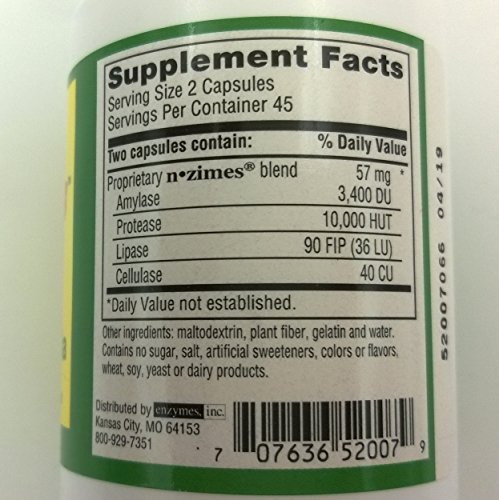 Supplement Facts
Serving Size 2 Capsules
Servings Per Container 45
Two capsules contain: % Daily Value
Proprietary n•zimes® blend 57 mg *
Amylase 3,400 DU
Protease 10,000 HUT
Lipase 90 FIP (36 LU)
Cellulase 40 CU
*Daily Value not established.
Other ingredients: maltodextrin, plant fiber, gelatin and water.
Contains no sugar, salt, artificial sweeteners, colors or flavors,
wheat, soy, yeast or dairy products.
Distributed by enzymes, inc.
Kansas City, MO 64153
800-929-7351
7 07636 52007 9
52007066 04/19